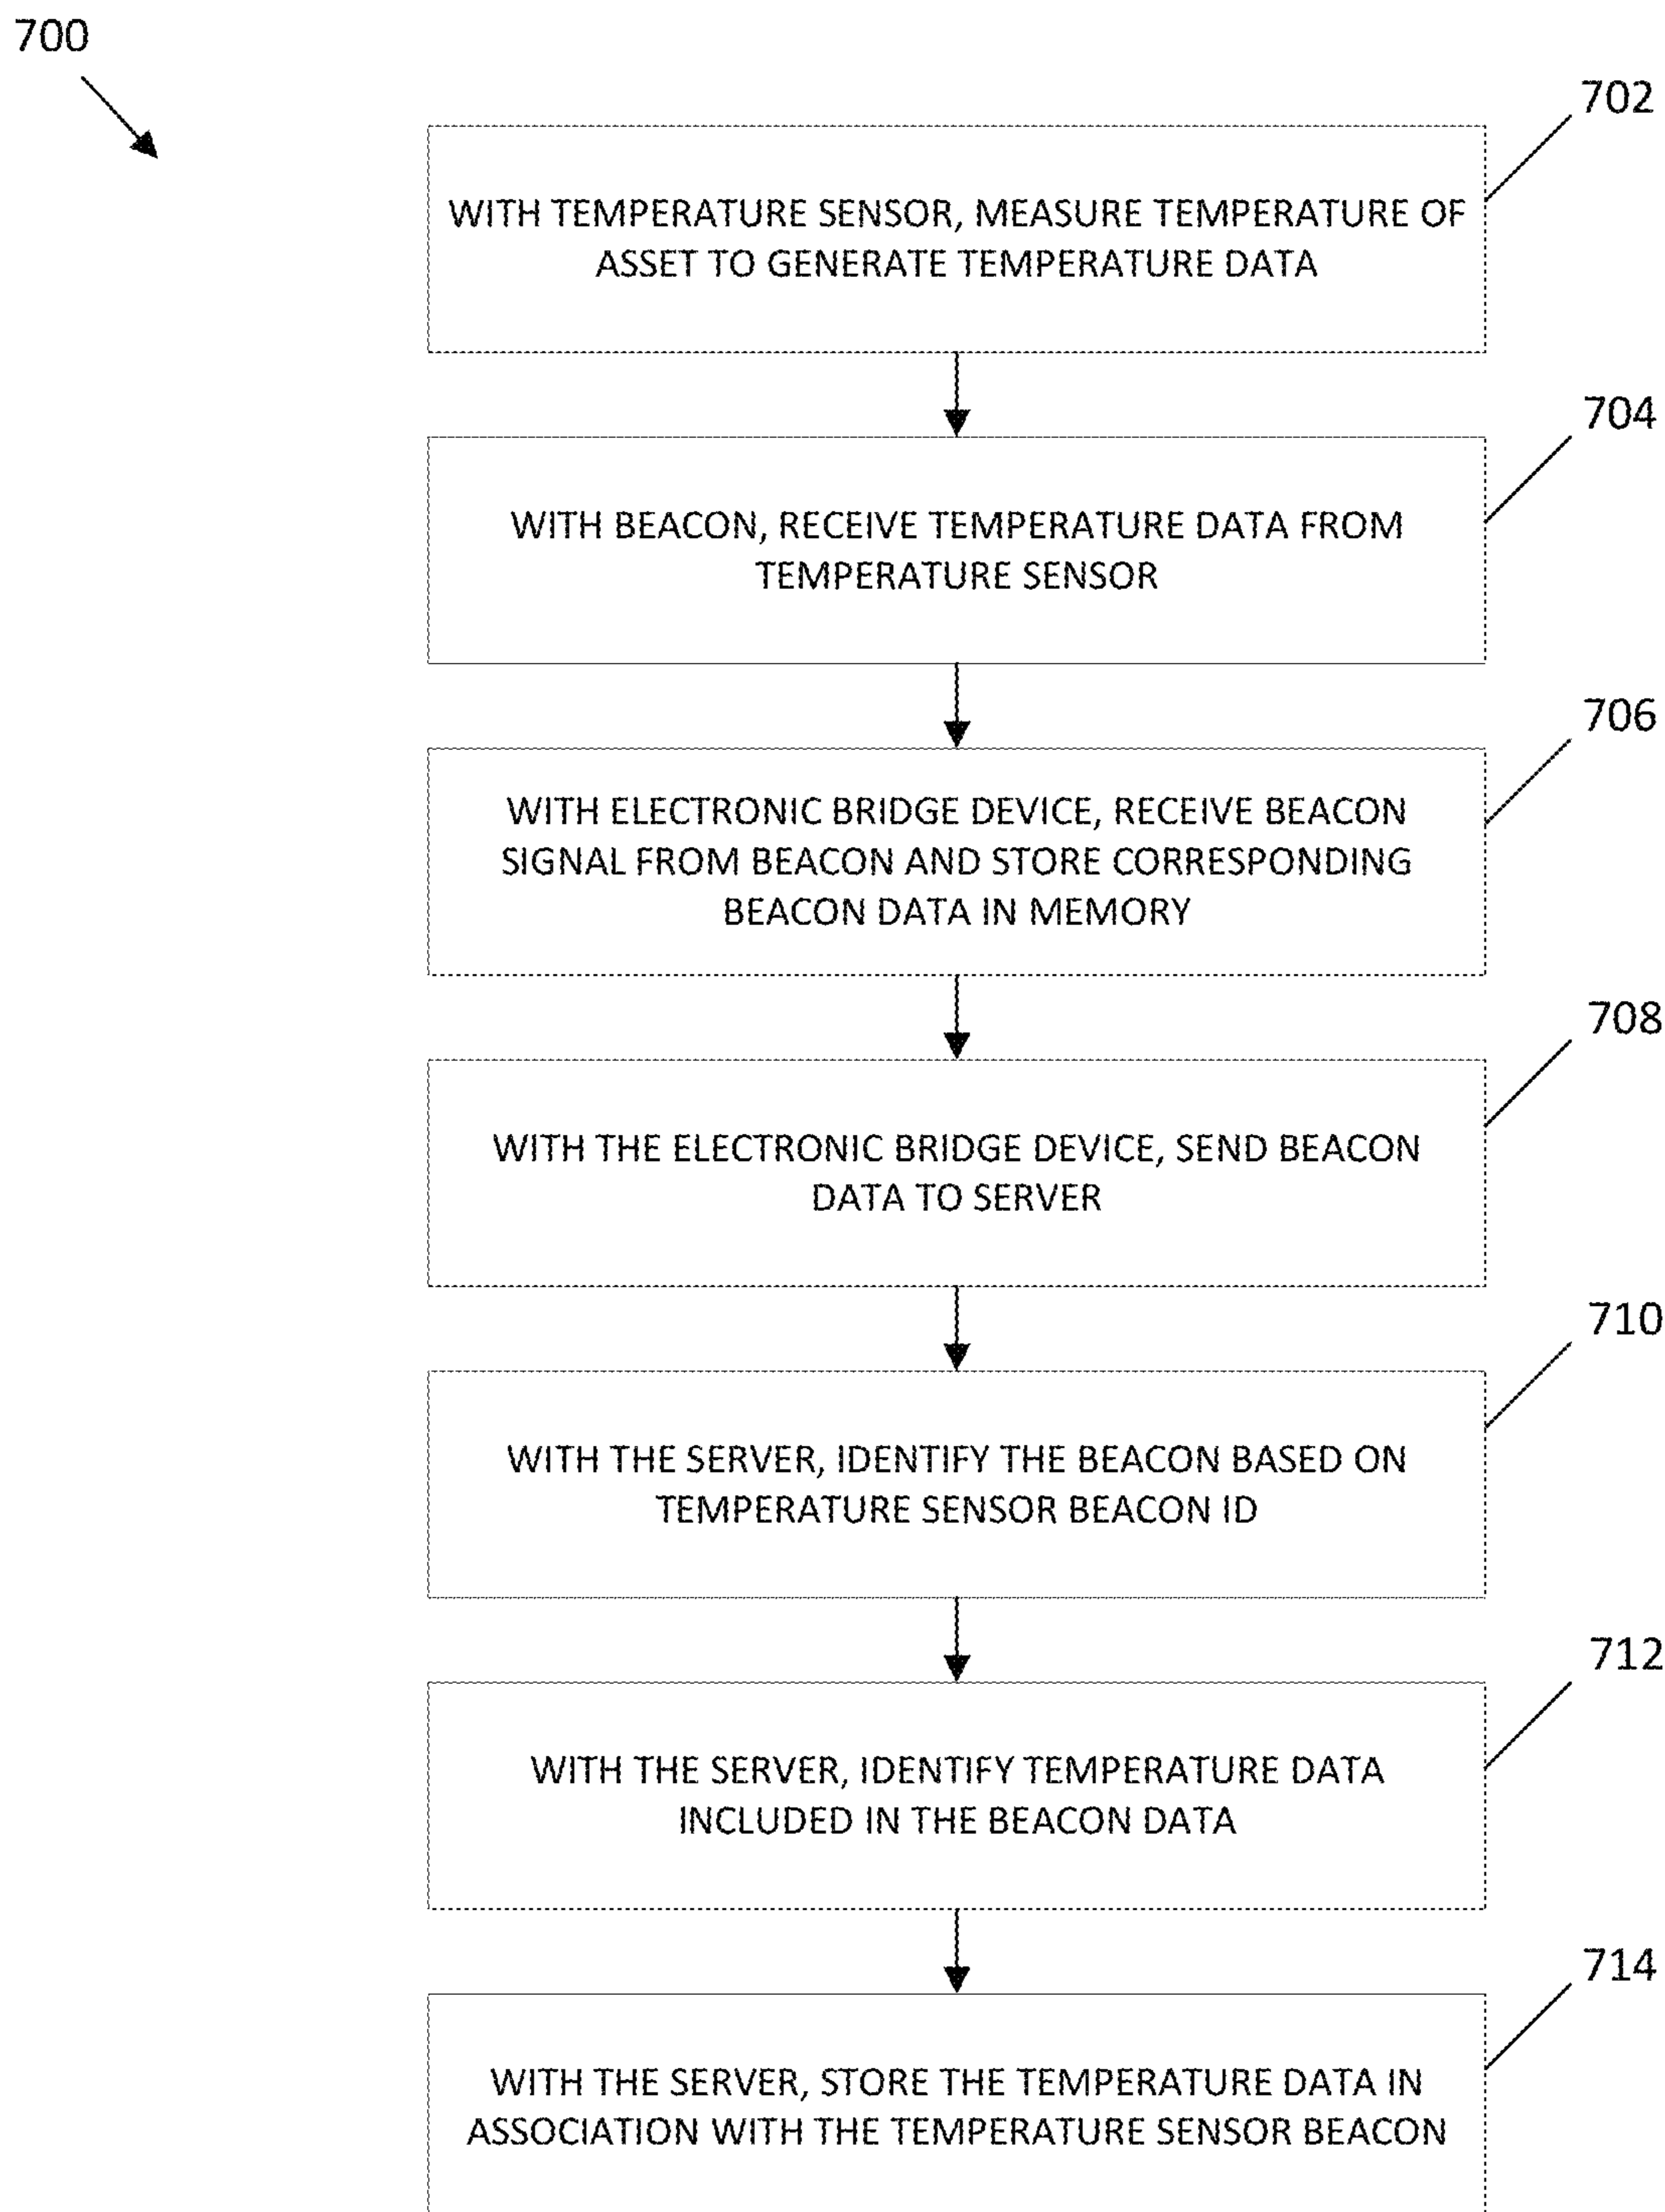 700
702
WITH TEMPERATURE SENSOR, MEASURE TEMPERATURE OF
ASSET TO GENERATE TEMPERATURE DATA
704
WITH BEACON, RECEIVE TEMPERATURE DATA FROM
TEMPERATURE SENSOR
706
WITH ELECTRONIC BRIDGE DEVICE, RECEIVE BEACON
SIGNAL FROM BEACON AND STORE CORRESPONDING
BEACON DATA IN MEMORY
708
WITH THE ELECTRONIC BRIDGE DEVICE, SEND BEACON
DATA TO SERVER
710
WITH THE SERVER, IDENTIFY THE BEACON BASED ON
TEMPERATURE SENSOR BEACON ID
712
WITH THE SERVER, IDENTIFY TEMPERATURE DATA
INCLUDED IN THE BEACON DATA
714
WITH THE SERVER, STORE THE TEMPERATURE DATA IN
ASSOCIATION WITH THE TEMPERATURE SENSOR BEACON